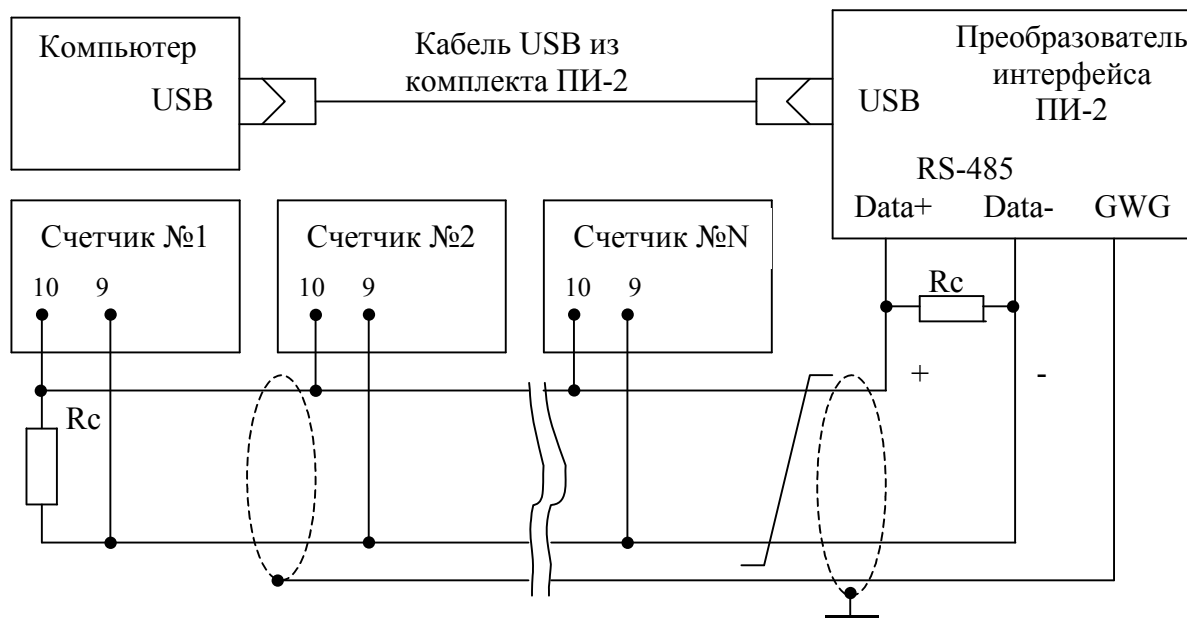 Компьютер
USB
Кабель USB из
комплекта ПИ-2
Преобразователь
интерфейса
ПИ-2
USB
RS-485
Data+ Data- GWG
Счетчик №1
10 9
Счетчик №2
10 9
Счетчик №N
10 9
Rc
+ -
Rc